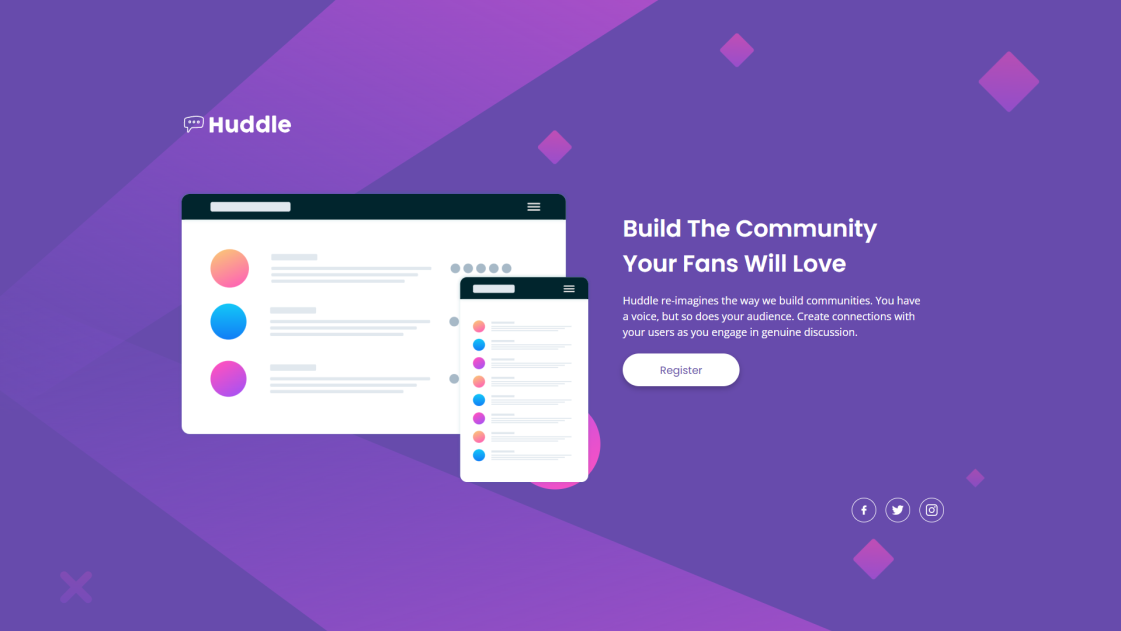 Huddle
Build The Community
Your Fans Will Love
Huddle re-imagines the way we build communities. You have
a voice, but so does your audience. Create connections with
your users as you engage in genuine discussion.
Register